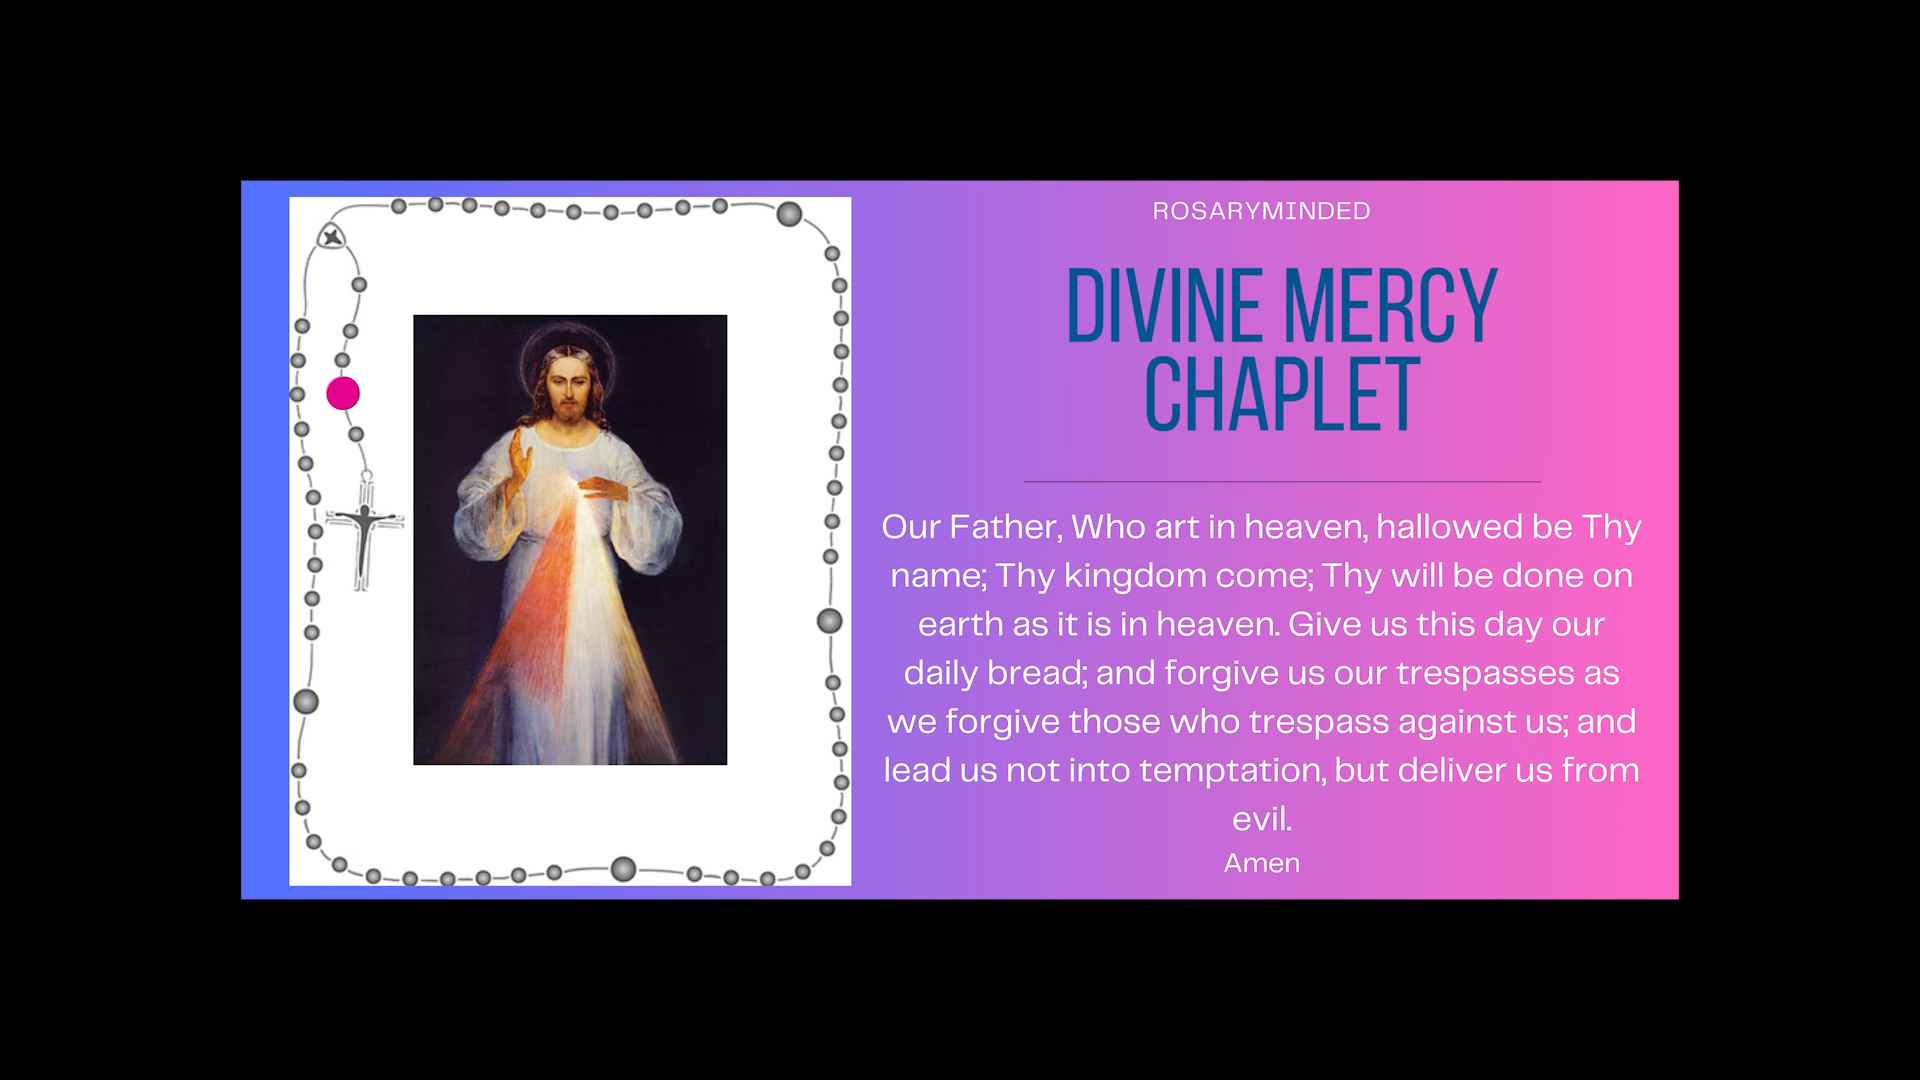 ROSARYMINDED
DIVINE MERCY
CHAPLET
Our Father, Who art in heaven, hallowed be Thy
name; Thy kingdom come; Thy will be done on
earth as it is in heaven. Give us this day our
daily bread; and forgive us our trespasses as
we forgive those who trespass against us; and
lead us not into temptation, but deliver us from
evil.
Amen